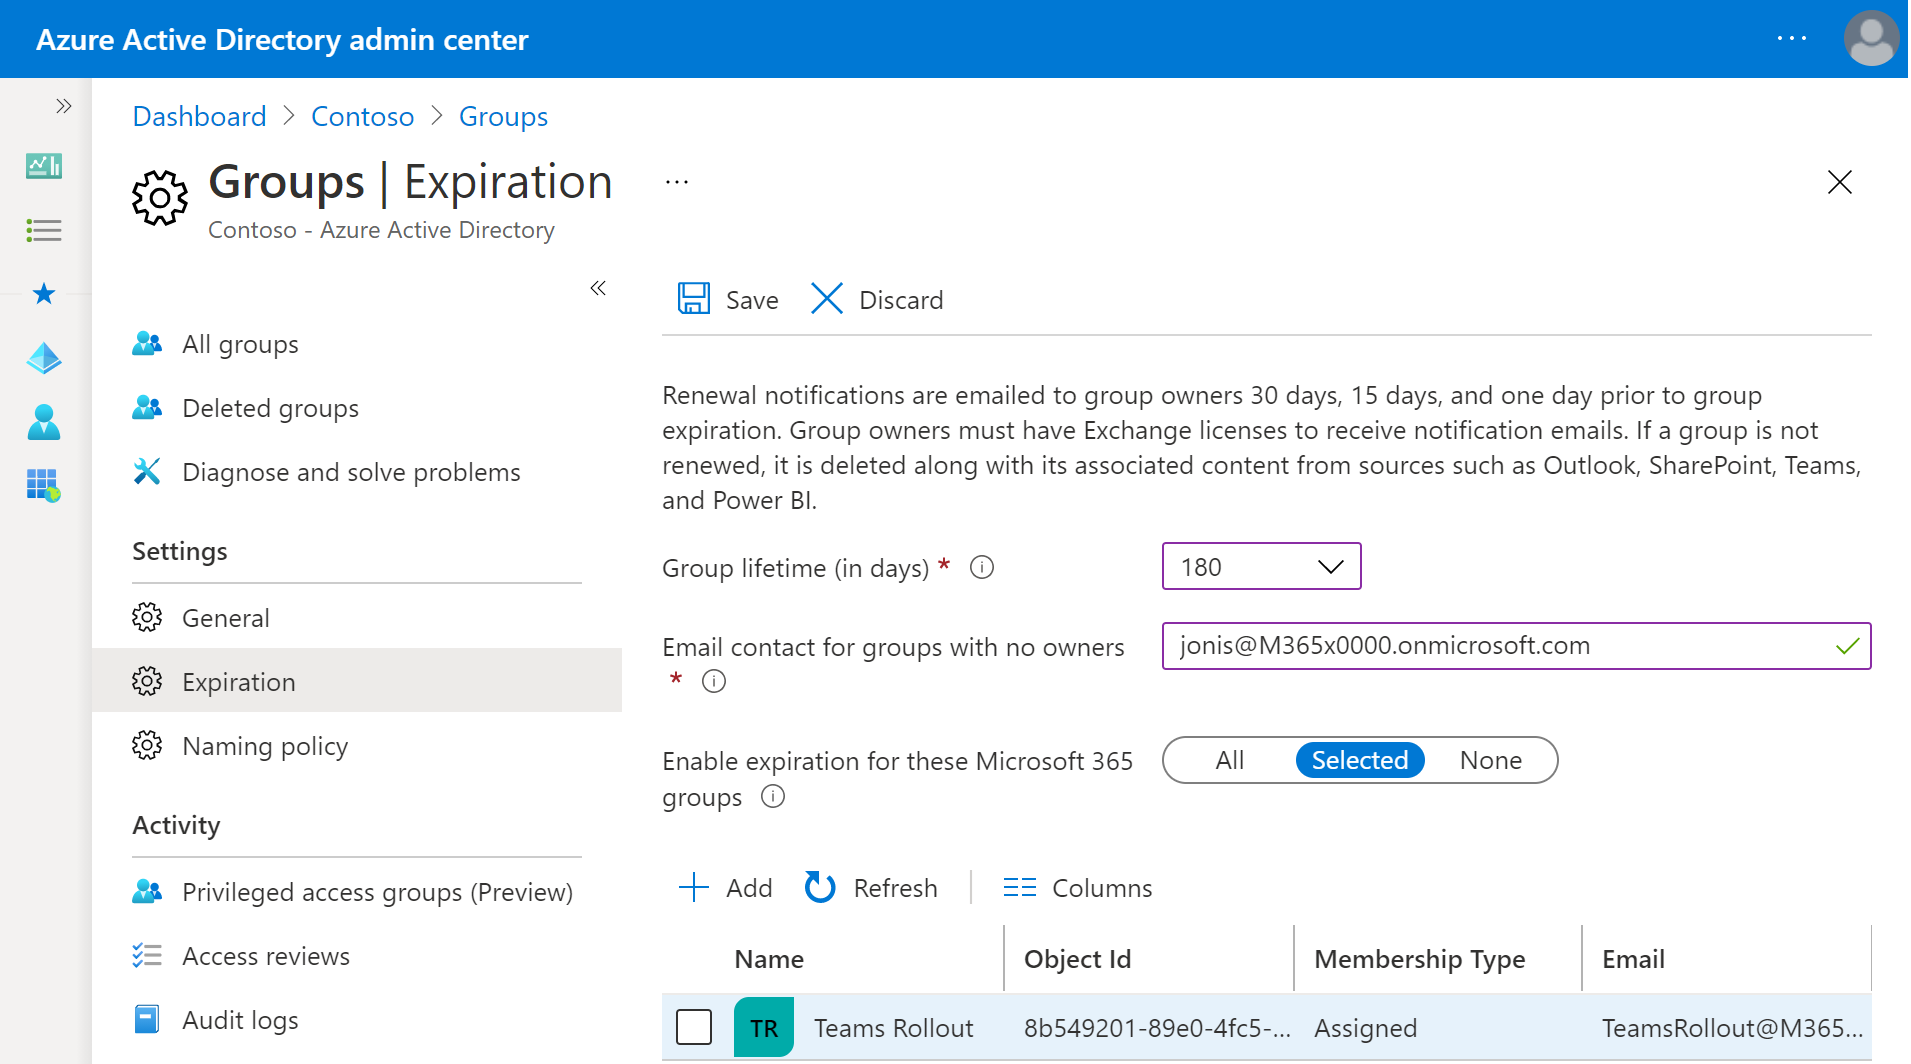 Azure Active Directory admin center
Dashboard > Contoso > Groups
Groups | Expiration
Contoso - Azure Active Directory
Save
Discard
All groups
Deleted groups
Diagnose and solve problems
Settings
General
Expiration
Naming policy
Activity
Privileged access groups (Preview)
Access reviews
Audit logs
Renewal notifications are emailed to group owners 30 days, 15 days, and one day prior to group
expiration. Group owners must have Exchange licenses to receive notification emails. If a group is not
renewed, it is deleted along with its associated content from sources such as Outlook, SharePoint, Teams,
and Power BI.
Group lifetime (in days) *
180
Email contact for groups with no owners
*
jonis@M365x0000.onmicrosoft.com
Enable expiration for these Microsoft 365
groups
All
Selected
None
Add
Refresh
Columns
Name
Object Id
Membership Type
Email
TR
Teams Rollout
8b549201-89e0-4fc5-...
Assigned
TeamsRollout@M365...